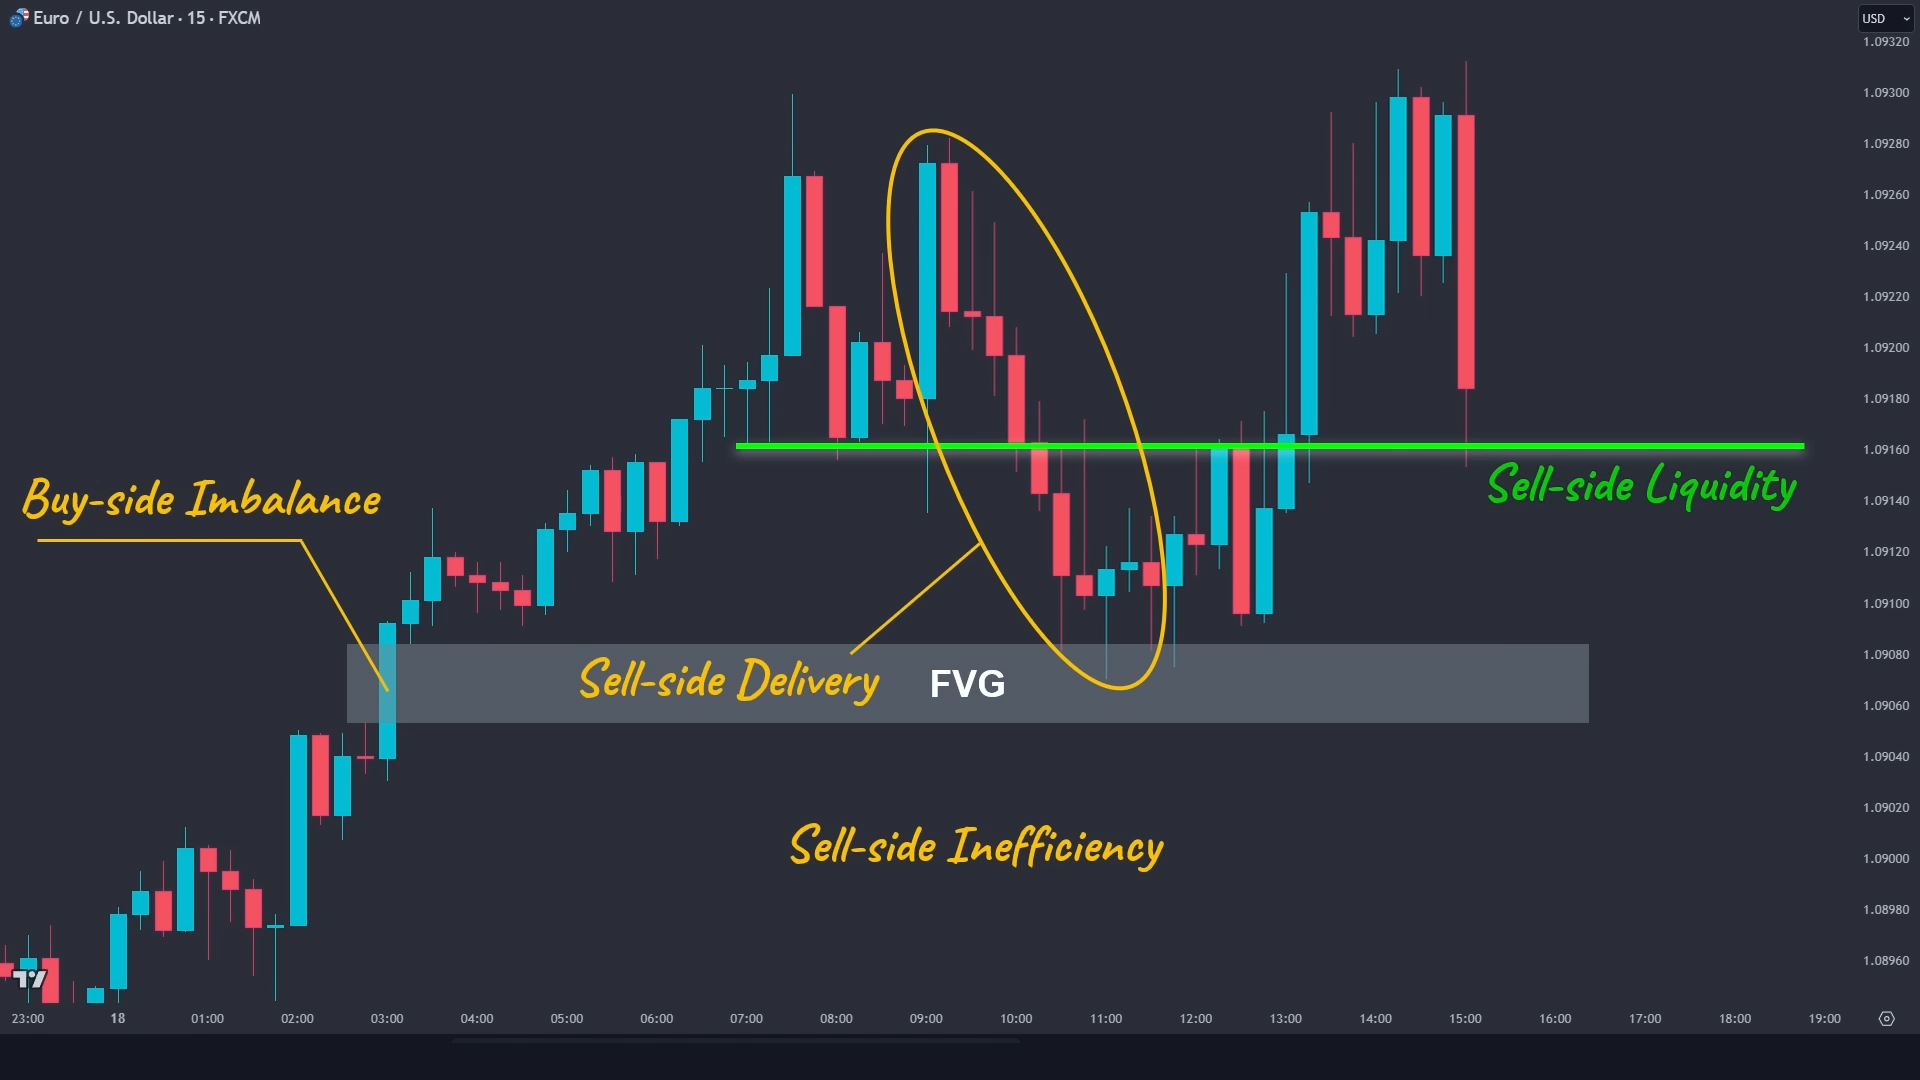 Euro / U.S. Dollar · 15 · FXCM
USD
1.09320
1.09300
1.09280
1.09260
1.09240
1.09220
1.09200
1.09180
1.09160
1.09140
1.09120
1.09100
1.09080
1.09060
1.09040
1.09020
1.09000
1.08980
1.08960
Buy-side Imbalance
Sell-side Liquidity
Sell-side Delivery
FVG
Sell-side Inefficiency
23:00 18 01:00 02:00 03:00 04:00 05:00 06:00 07:00 08:00 09:00 10:00 11:00 12:00 13:00 14:00 15:00 16:00 17:00 18:00 19:00